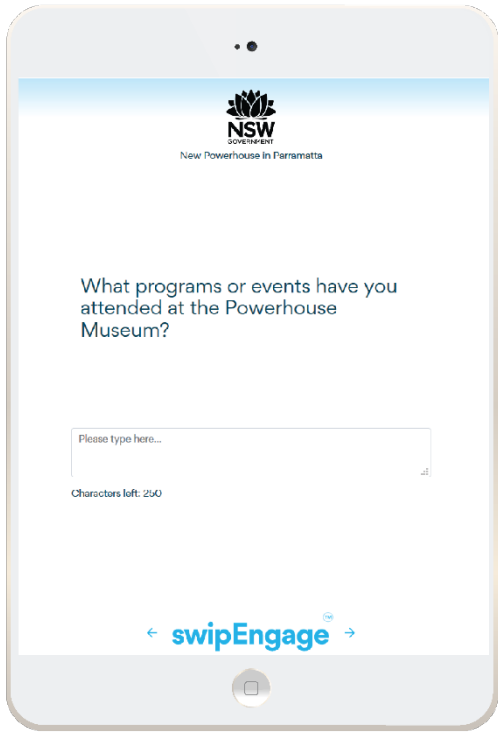 NSW
GOVERNMENT
New Powerhouse in Parramatta
What programs or events have you
attended at the Powerhouse
Museum?
Please type here...
Characters left: 250
← swipEngage →